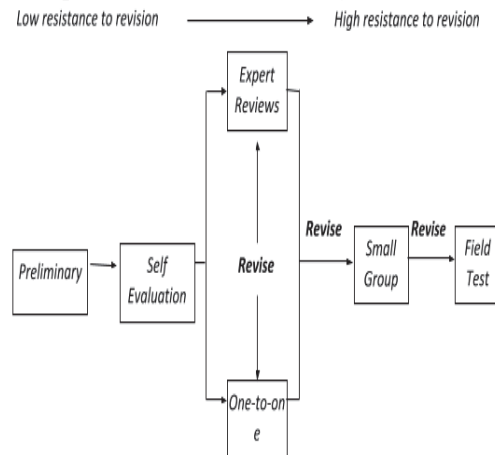 Low resistance to revision
High resistance to revision
Expert
Reviews
Preliminary
Self
Evaluation
Revise
Revise
Small
Group
Revise
Field
Test
One-to-on
e